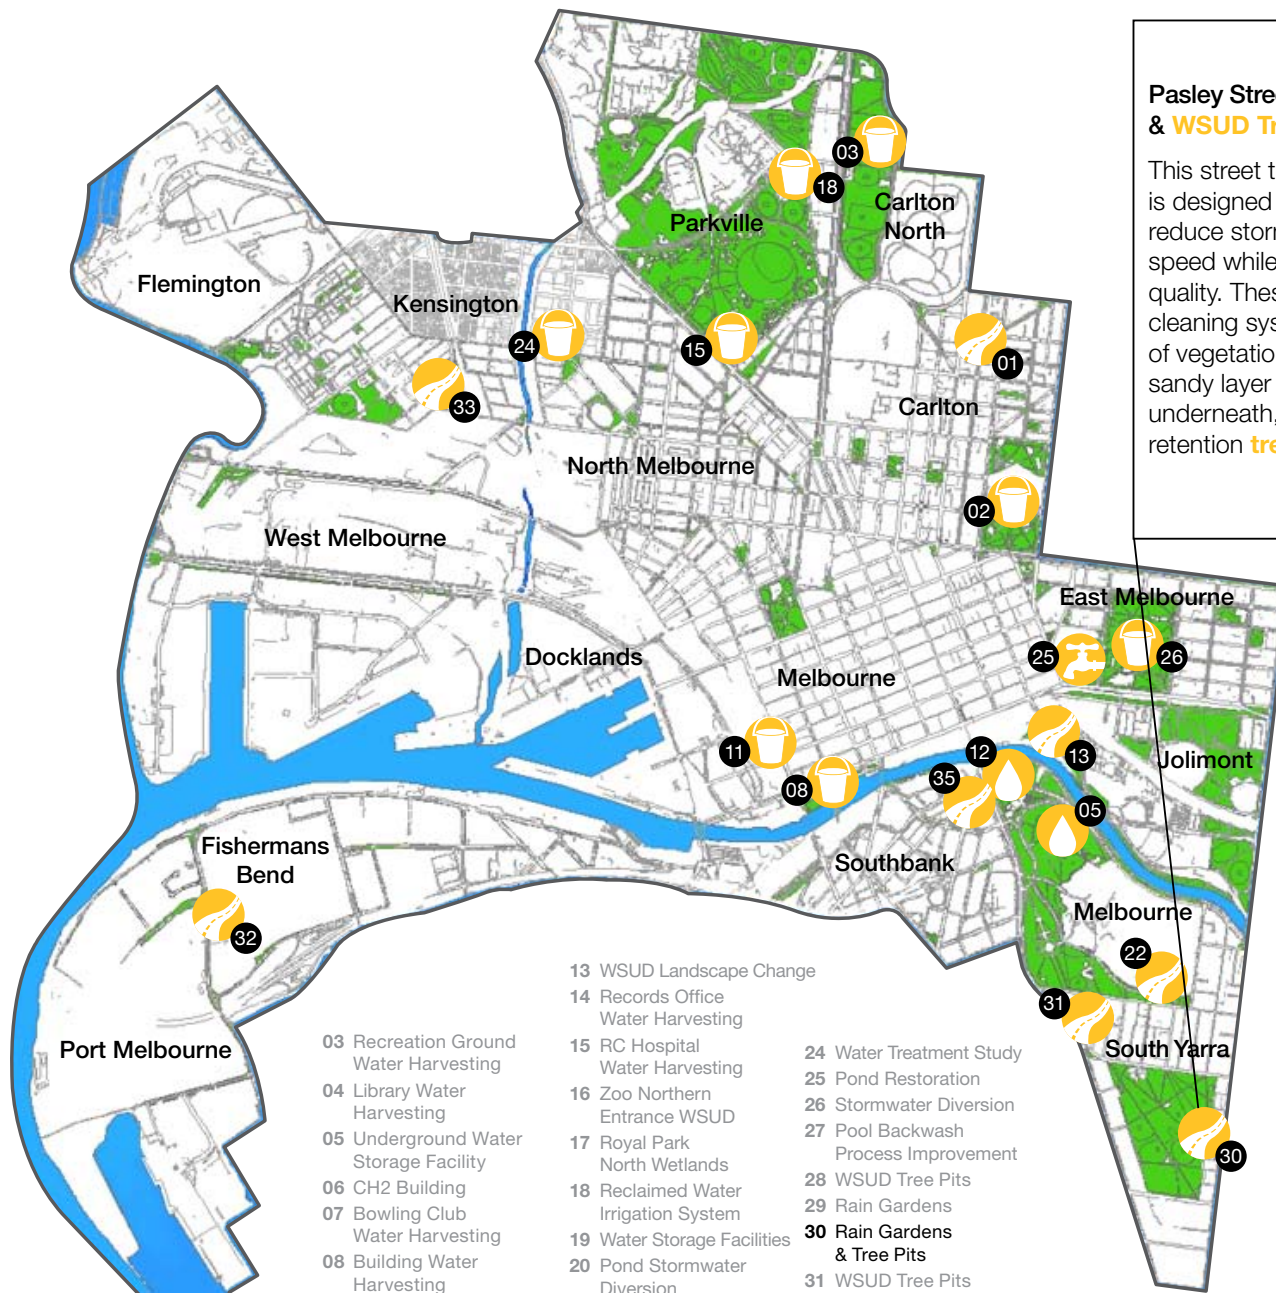 Pasley Stree
& WSUD Tr
This street t
is designed
reduce storm
speed while
quality. Thes
cleaning sys
of vegetatio
sandy layer
underneath,
retention tre
03
18
Carlton
North
Parkville
Flemington
Kensington
24
15
01
33
Carlton
North Melbourne
02
West Melbourne
East Melbourne
25
26
Docklands
Melbourne
11
12
13
Jolimont
35
08
05
Southbank
Fishermans
Bend
32
Melbourne
22
31
Port Melbourne
South Yarra
30
03 Recreation Ground
Water Harvesting
04 Library Water
Harvesting
05 Underground Water
Storage Facility
06 CH2 Building
07 Bowling Club
Water Harvesting
08 Building Water
Harvesting
13 WSUD Landscape Change
14 Records Office
Water Harvesting
15 RC Hospital
Water Harvesting
16 Zoo Northern
Entrance WSUD
17 Royal Park
North Wetlands
18 Reclaimed Water
Irrigation System
19 Water Storage Facilities
20 Pond Stormwater
Diversion
24 Water Treatment Study
25 Pond Restoration
26 Stormwater Diversion
27 Pool Backwash
Process Improvement
28 WSUD Tree Pits
29 Rain Gardens
30 Rain Gardens
& Tree Pits
31 WSUD Tree Pits